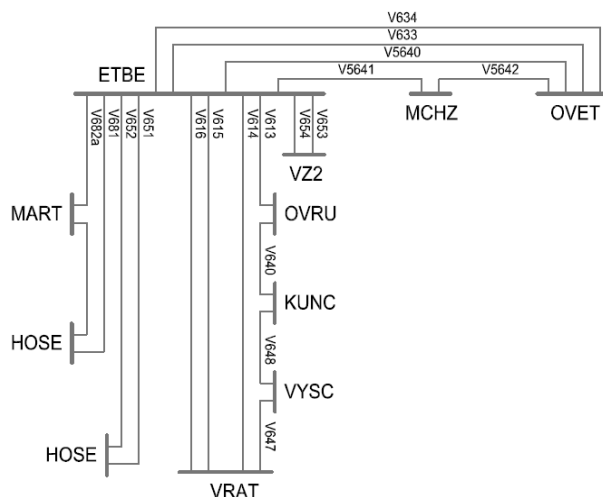 V634
V633
V5640
ETBE
V5641
V5642
MCHZ
OVET
V682a
V681
V652
V651
V616
V615
V614
V613
V654
V653
VZ2
MART
OVRU
V640
KUNC
HOSE
V648
VYSC
V647
HOSE
VRAT